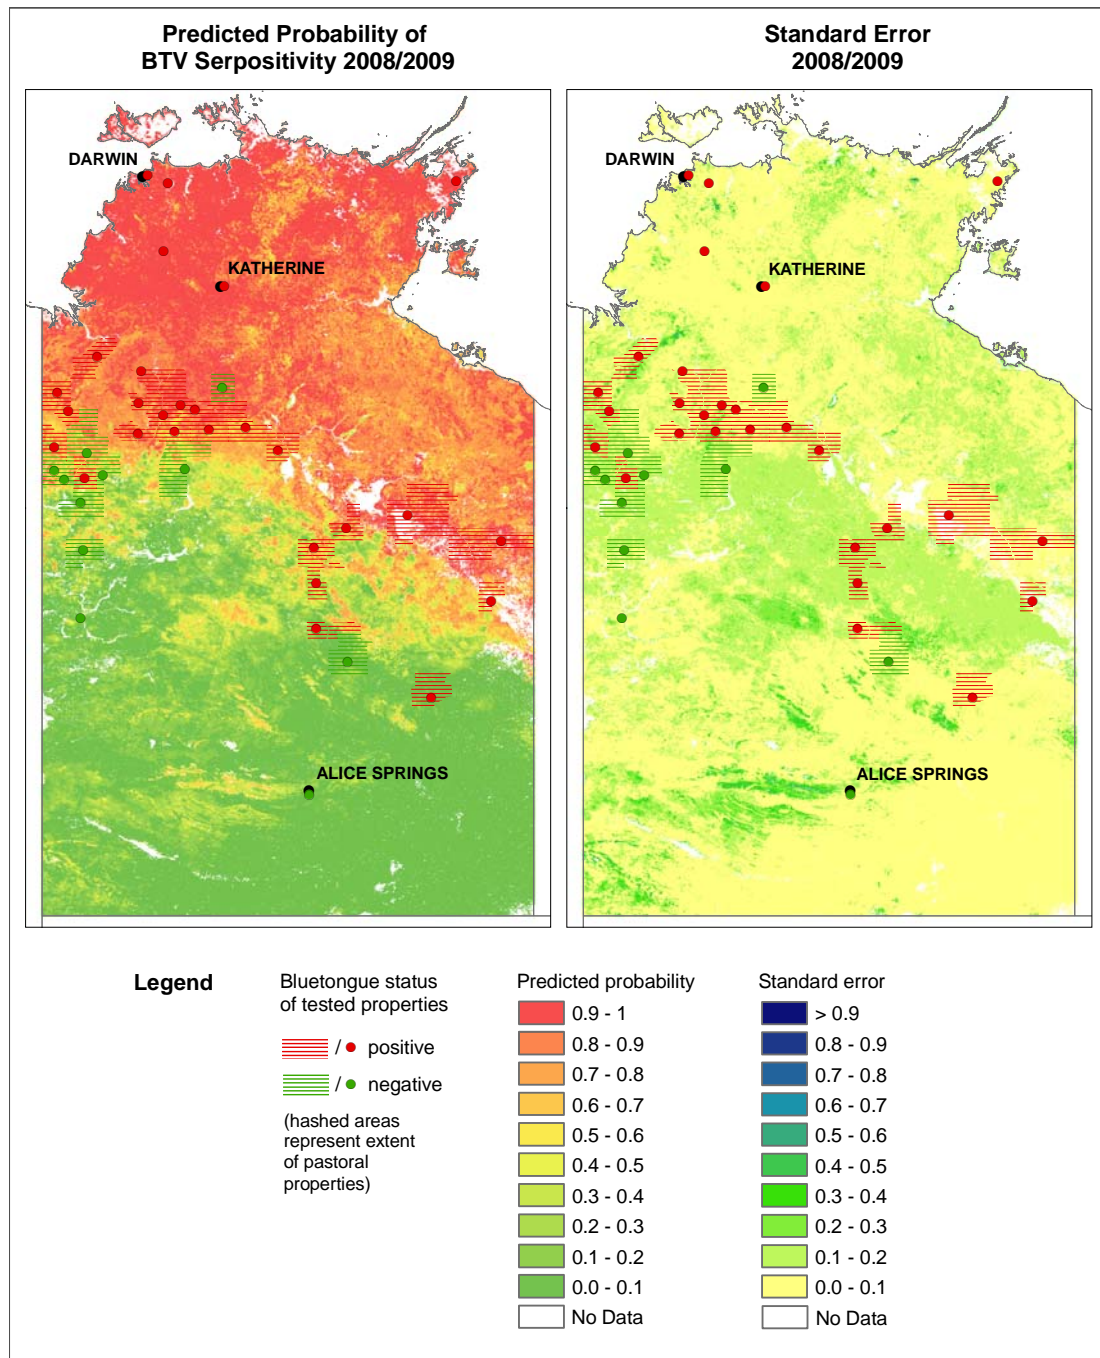 Predicted Probability of
BTV Serpositivity 2008/2009
Standard Error
2008/2009
DARWIN
KATHERINE
ALICE SPRINGS
DARWIN
KATHERINE
ALICE SPRINGS
Legend
Bluetongue status
of tested properties
/ positive
/ negative
(hashed areas
represent extent
of pastoral
properties)
Predicted probability
0.9 - 1
0.8 - 0.9
0.7 - 0.8
0.6 - 0.7
0.5 - 0.6
0.4 - 0.5
0.3 - 0.4
0.2 - 0.3
0.1 - 0.2
0.0 - 0.1
No Data
Standard error
> 0.9
0.8 - 0.9
0.7 - 0.8
0.6 - 0.7
0.5 - 0.6
0.4 - 0.5
0.3 - 0.4
0.2 - 0.3
0.1 - 0.2
0.0 - 0.1
No Data